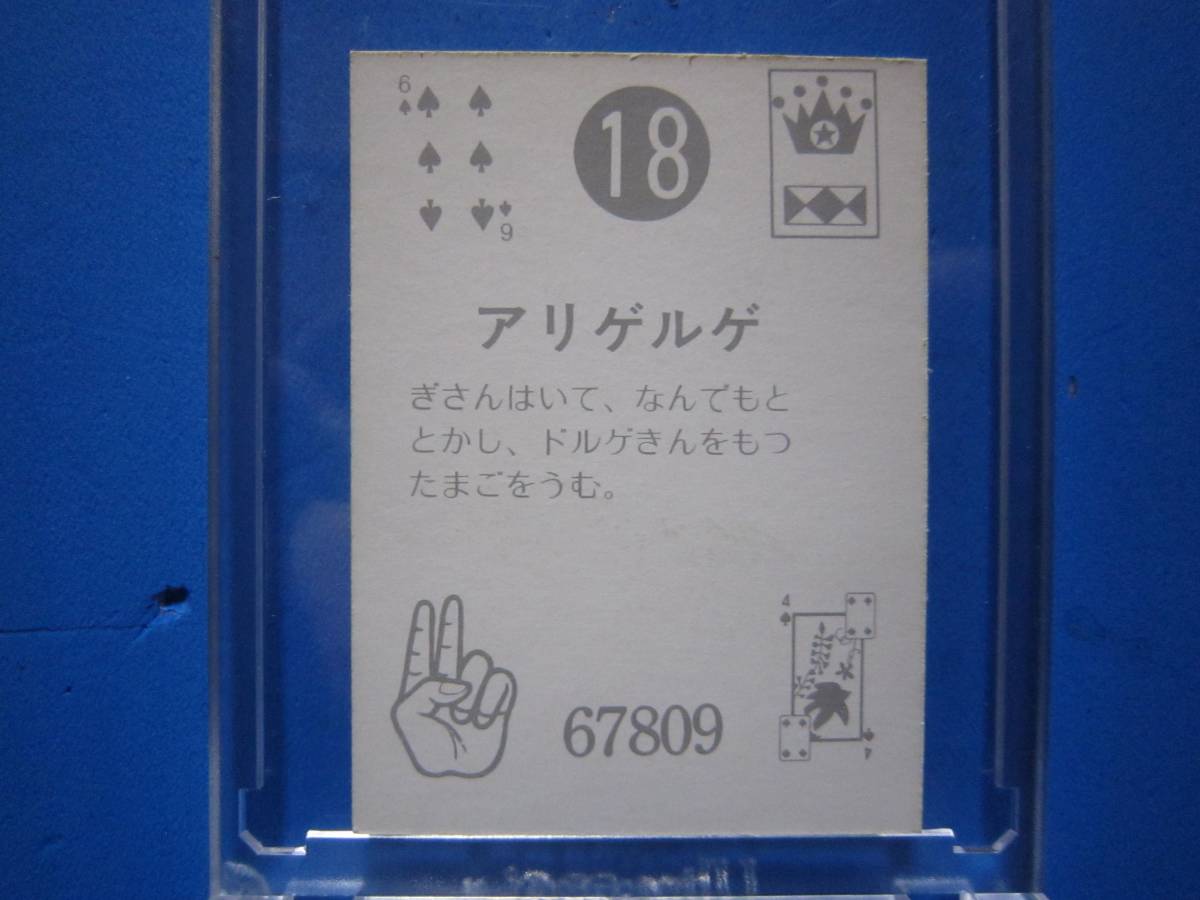 6
18
9
アリゲルゲ
ぎさんはいて、なんでもと
とかし、ドルゲきんをもつ
たまごをうむ。
4
67809
4